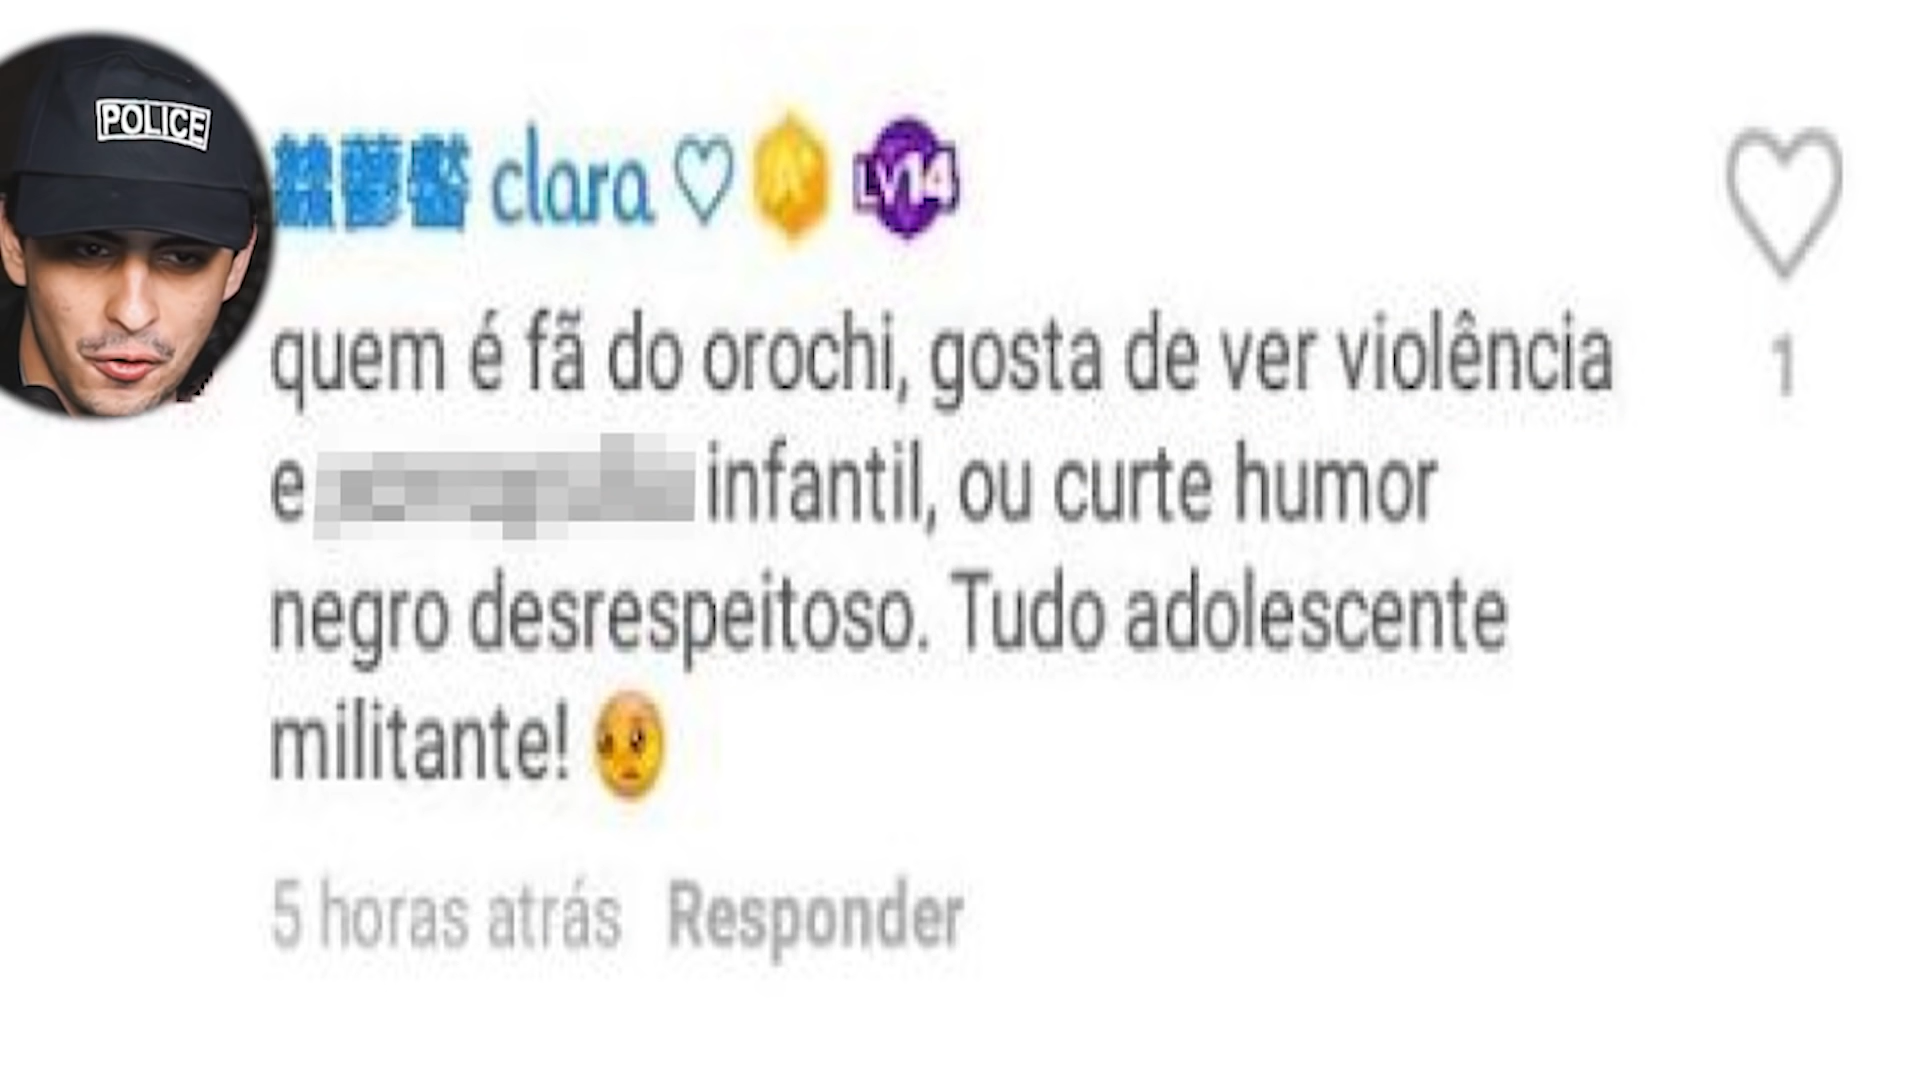 POLICE
clara ♡
LV14
quem é fã do orochi, gosta de ver violência
e infantil, ou curte humor
negro desrespeitoso. Tudo adolescente
militante! 🤕
5 horas atrás Responder
1